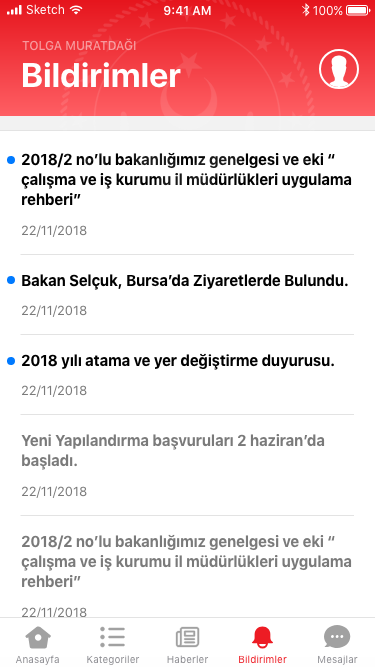 Sketch
9:41 AM
100%
TOLGA MURATDAĞI
Bildirimler
2018/2 no’lu bakanlığımız genelgesi ve eki “
çalışma ve iş kurumu il müdürlükleri uygulama
rehberi”
22/11/2018
Bakan Selçuk, Bursa’da Ziyaretlerde Bulundu.
22/11/2018
2018 yılı atama ve yer değiştirme duyurusu.
22/11/2018
Yeni Yapılandırma başvuruları 2 haziran’da
başladı.
22/11/2018
2018/2 no’lu bakanlığımız genelgesi ve eki “
çalışma ve iş kurumu il müdürlükleri uygulama
rehberi”
22/11/2018
Anasayfa
Kategoriler
Haberler
Bildirimler
Mesajlar